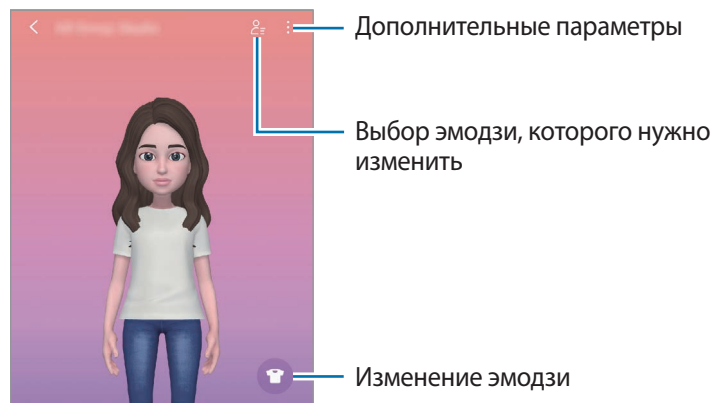 Дополнительные параметры
Выбор эмодзи, которого нужно
изменить
Изменение эмодзи